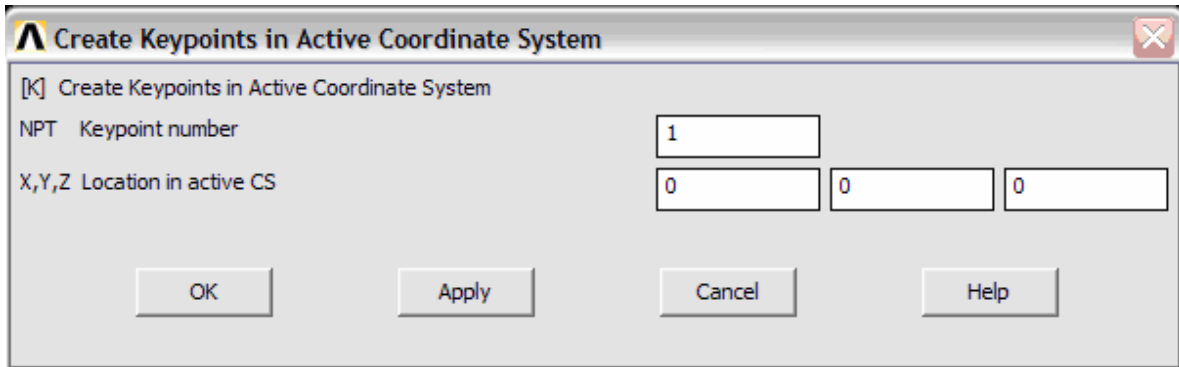 Create Keypoints in Active Coordinate System
[K] Create Keypoints in Active Coordinate System
NPT Keypoint number 1
X,Y,Z Location in active CS 0 0 0
OK Apply Cancel Help